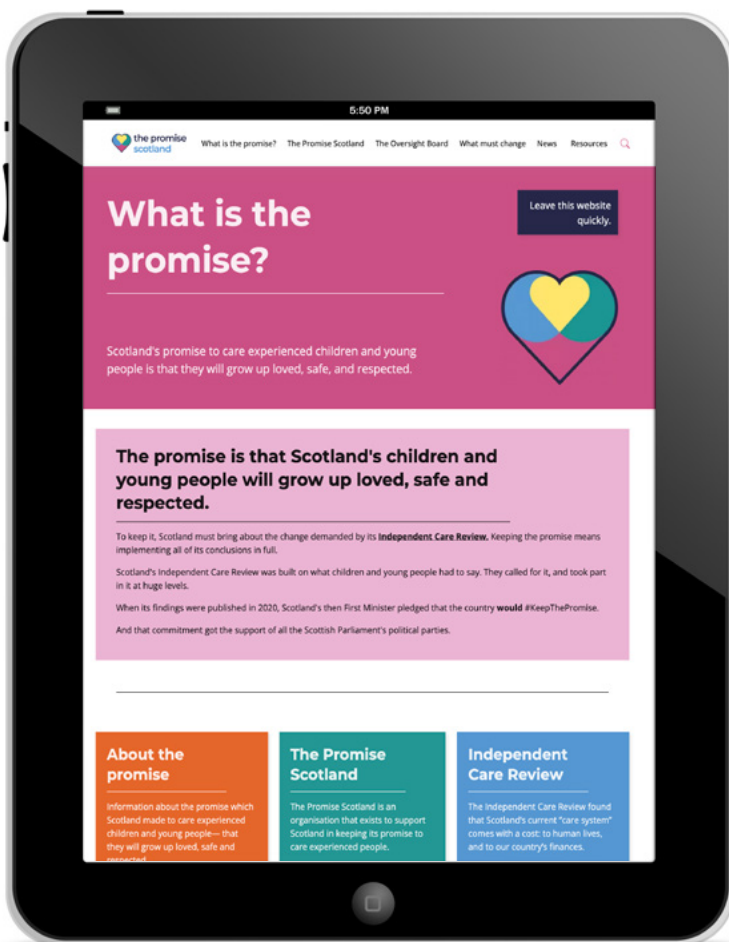 5:50 PM
the promise
scotland
What is the promise? The Promise Scotland The Oversight Board What must change News Resources
What is the
promise?
Leave this website
quickly.
Scotland's promise to care experienced children and young
people is that they will grow up loved, safe, and respected.
The promise is that Scotland's children and
young people will grow up loved, safe and
respected.
To keep it, Scotland must bring about the change demanded by its Independent Care Review. Keeping the promise means
implementing all of its conclusions in full.
Scotland's Independent Care Review was built on what children and young people had to say. They called for it, and took part
in it at huge levels.
When its findings were published in 2020, Scotland's then First Minister pledged that the country would #KeepThePromise.
And that commitment got the support of all the Scottish Parliament's political parties.
About the
promise
Information about the promise which
Scotland made to care experienced
children and young people— that
they will grow up loved, safe and
respected
The Promise
Scotland
The Promise Scotland is an
organisation that exists to support
Scotland in keeping its promise to
care experienced people.
Independent
Care Review
The Independent Care Review found
that Scotland's current "care system"
comes with a cost: to human lives,
and to our country's finances.